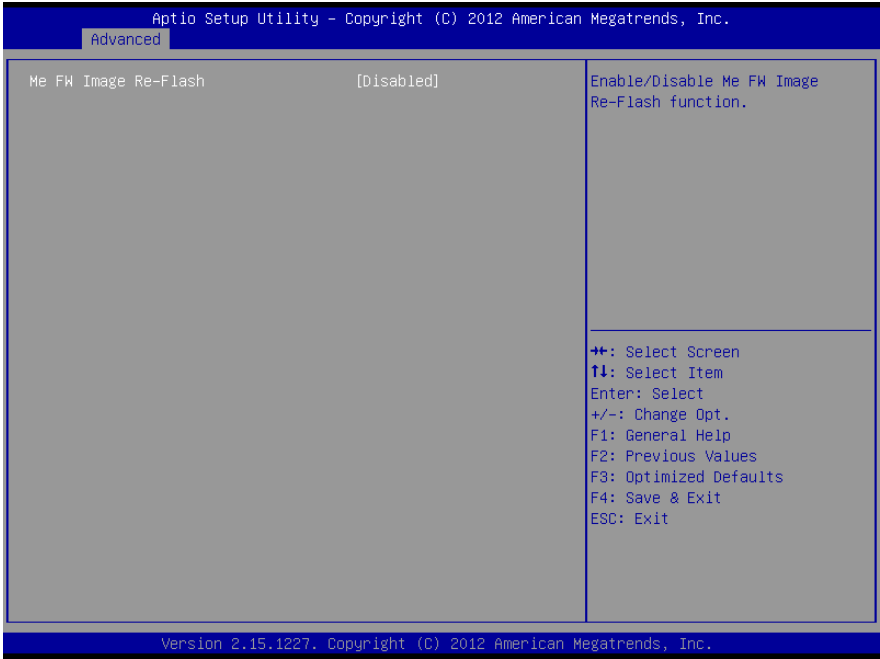 Aptio Setup Utility – Copyright (C) 2012 American Megatrends, Inc.
Advanced
Me FW Image Re-Flash [Disabled]
Enable/Disable Me FW Image
Re-Flash function.
→←: Select Screen
↑↓: Select Item
Enter: Select
+/-: Change Opt.
F1: General Help
F2: Previous Values
F3: Optimized Defaults
F4: Save & Exit
ESC: Exit
Version 2.15.1227. Copyright (C) 2012 American Megatrends, Inc.